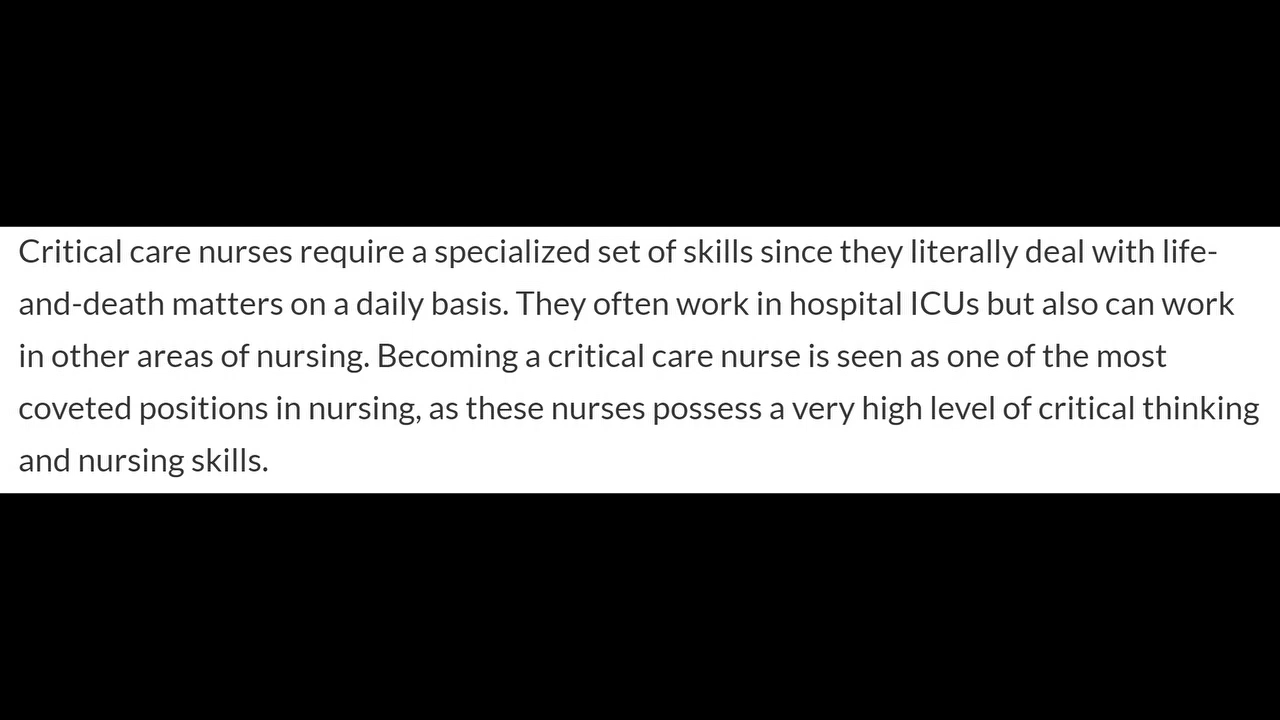 Critical care nurses require a specialized set of skills since they literally deal with life-
and-death matters on a daily basis. They often work in hospital ICUs but also can work
in other areas of nursing. Becoming a critical care nurse is seen as one of the most
coveted positions in nursing, as these nurses possess a very high level of critical thinking
and nursing skills.